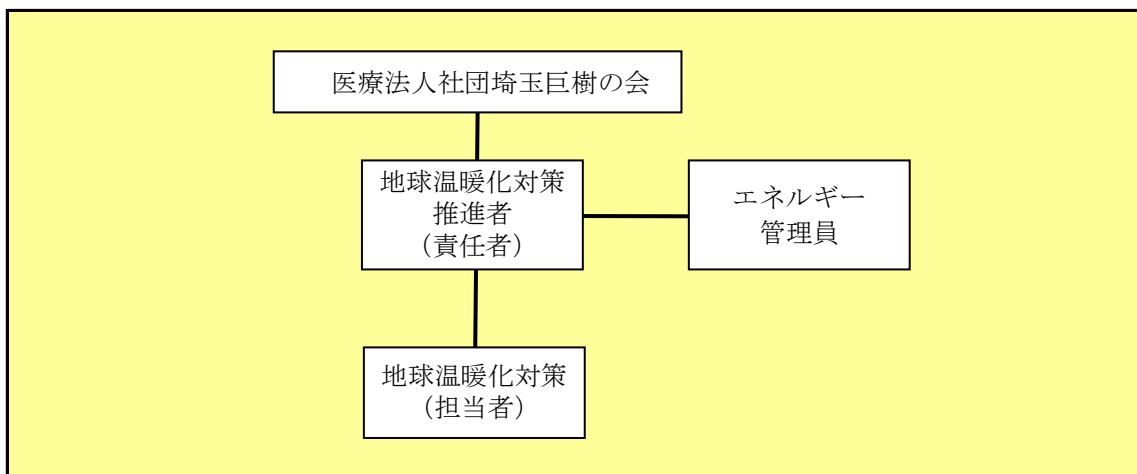 医療法人社団埼玉巨樹の会
地球温暖化対策
推進者
（責任者）
エネルギー
管理員
地球温暖化対策
（担当者）